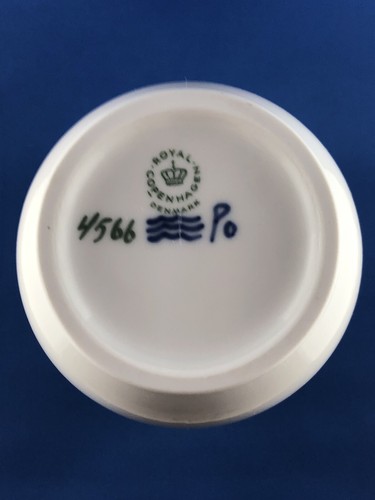 ROYAL
COPENHAGEN
DENMARK
4566 Po